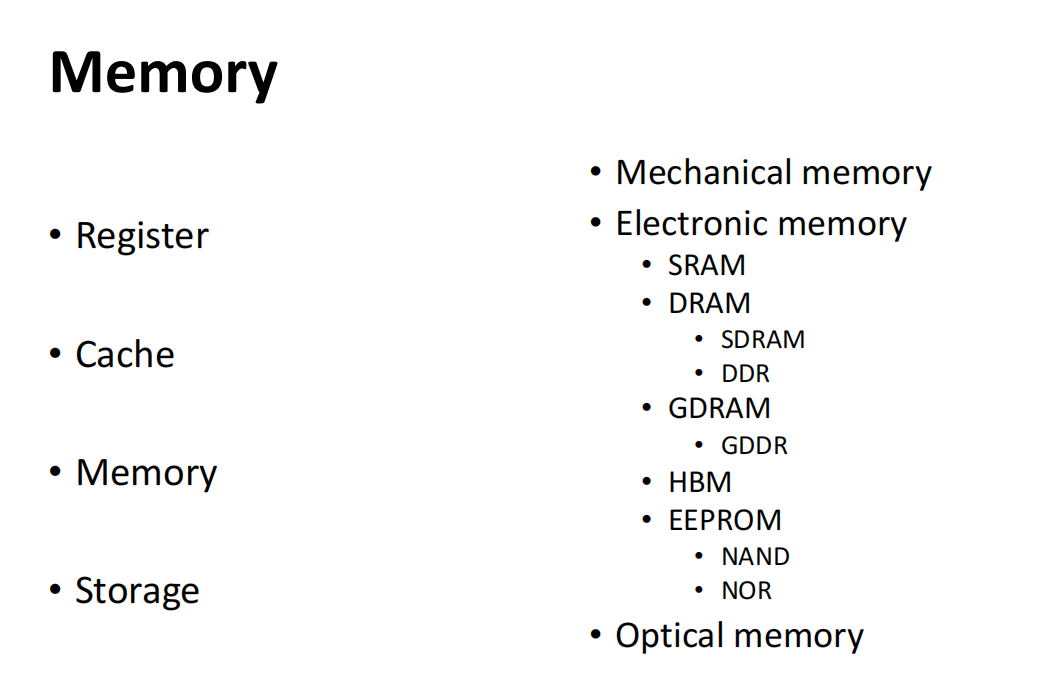 Memory
• Register
• Cache
• Memory
• Storage
• Mechanical memory
• Electronic memory
• SRAM
• DRAM
• SDRAM
• DDR
• GDRAM
• GDDR
• HBM
• EEPROM
• NAND
• NOR
• Optical memory